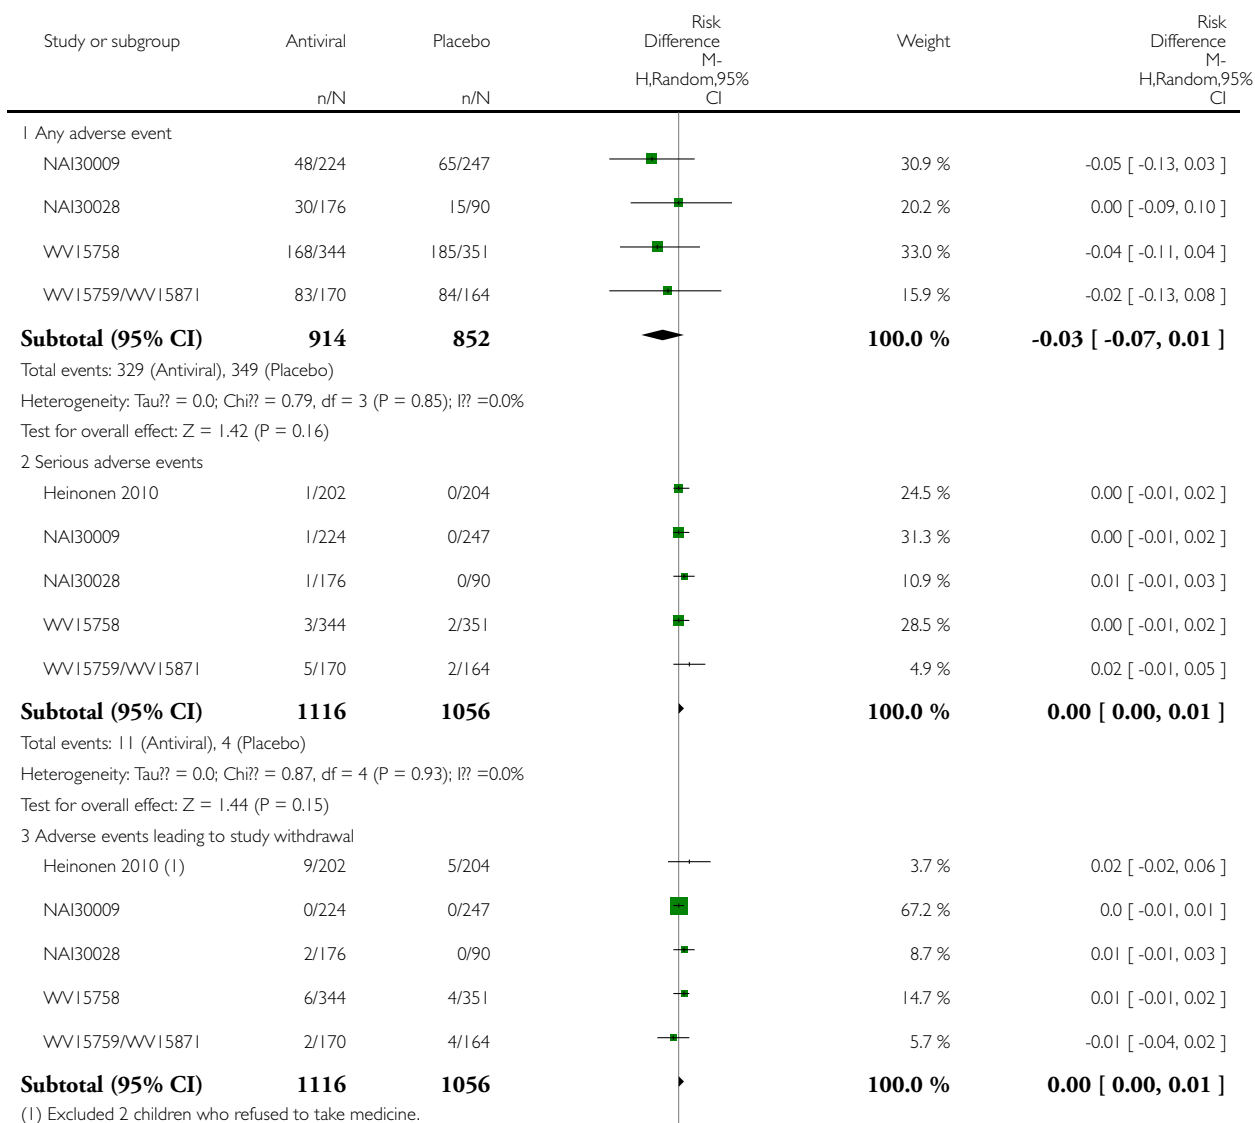 Study or subgroup Antiviral Placebo Risk Difference Weight Risk Difference
M-H,Random,95% CI M-H,Random,95% CI
n/N n/N
1 Any adverse event
NAI30009 48/224 65/247 30.9 % -0.05 [ -0.13, 0.03 ]
NAI30028 30/176 15/90 20.2 % 0.00 [ -0.09, 0.10 ]
WV15758 168/344 185/351 33.0 % -0.04 [ -0.11, 0.04 ]
WV15759/WV15871 83/170 84/164 15.9 % -0.02 [ -0.13, 0.08 ]
Subtotal (95% CI) 914 852 100.0 % -0.03 [ -0.07, 0.01 ]
Total events: 329 (Antiviral), 349 (Placebo)
Heterogeneity: Tau?? = 0.0; Chi?? = 0.79, df = 3 (P = 0.85); I?? =0.0%
Test for overall effect: Z = 1.42 (P = 0.16)
2 Serious adverse events
Heinonen 2010 1/202 0/204 24.5 % 0.00 [ -0.01, 0.02 ]
NAI30009 1/224 0/247 31.3 % 0.00 [ -0.01, 0.02 ]
NAI30028 1/176 0/90 10.9 % 0.01 [ -0.01, 0.03 ]
WV15758 3/344 2/351 28.5 % 0.00 [ -0.01, 0.02 ]
WV15759/WV15871 5/170 2/164 4.9 % 0.02 [ -0.01, 0.05 ]
Subtotal (95% CI) 1116 1056 100.0 % 0.00 [ 0.00, 0.01 ]
Total events: 11 (Antiviral), 4 (Placebo)
Heterogeneity: Tau?? = 0.0; Chi?? = 0.87, df = 4 (P = 0.93); I?? =0.0%
Test for overall effect: Z = 1.44 (P = 0.15)
3 Adverse events leading to study withdrawal
Heinonen 2010 (1) 9/202 5/204 3.7 % 0.02 [ -0.02, 0.06 ]
NAI30009 0/224 0/247 67.2 % 0.0 [ -0.01, 0.01 ]
NAI30028 2/176 0/90 8.7 % 0.01 [ -0.01, 0.03 ]
WV15758 6/344 4/351 14.7 % 0.01 [ -0.01, 0.02 ]
WV15759/WV15871 2/170 4/164 5.7 % -0.01 [ -0.04, 0.02 ]
Subtotal (95% CI) 1116 1056 100.0 % 0.00 [ 0.00, 0.01 ]
(1) Excluded 2 children who refused to take medicine.